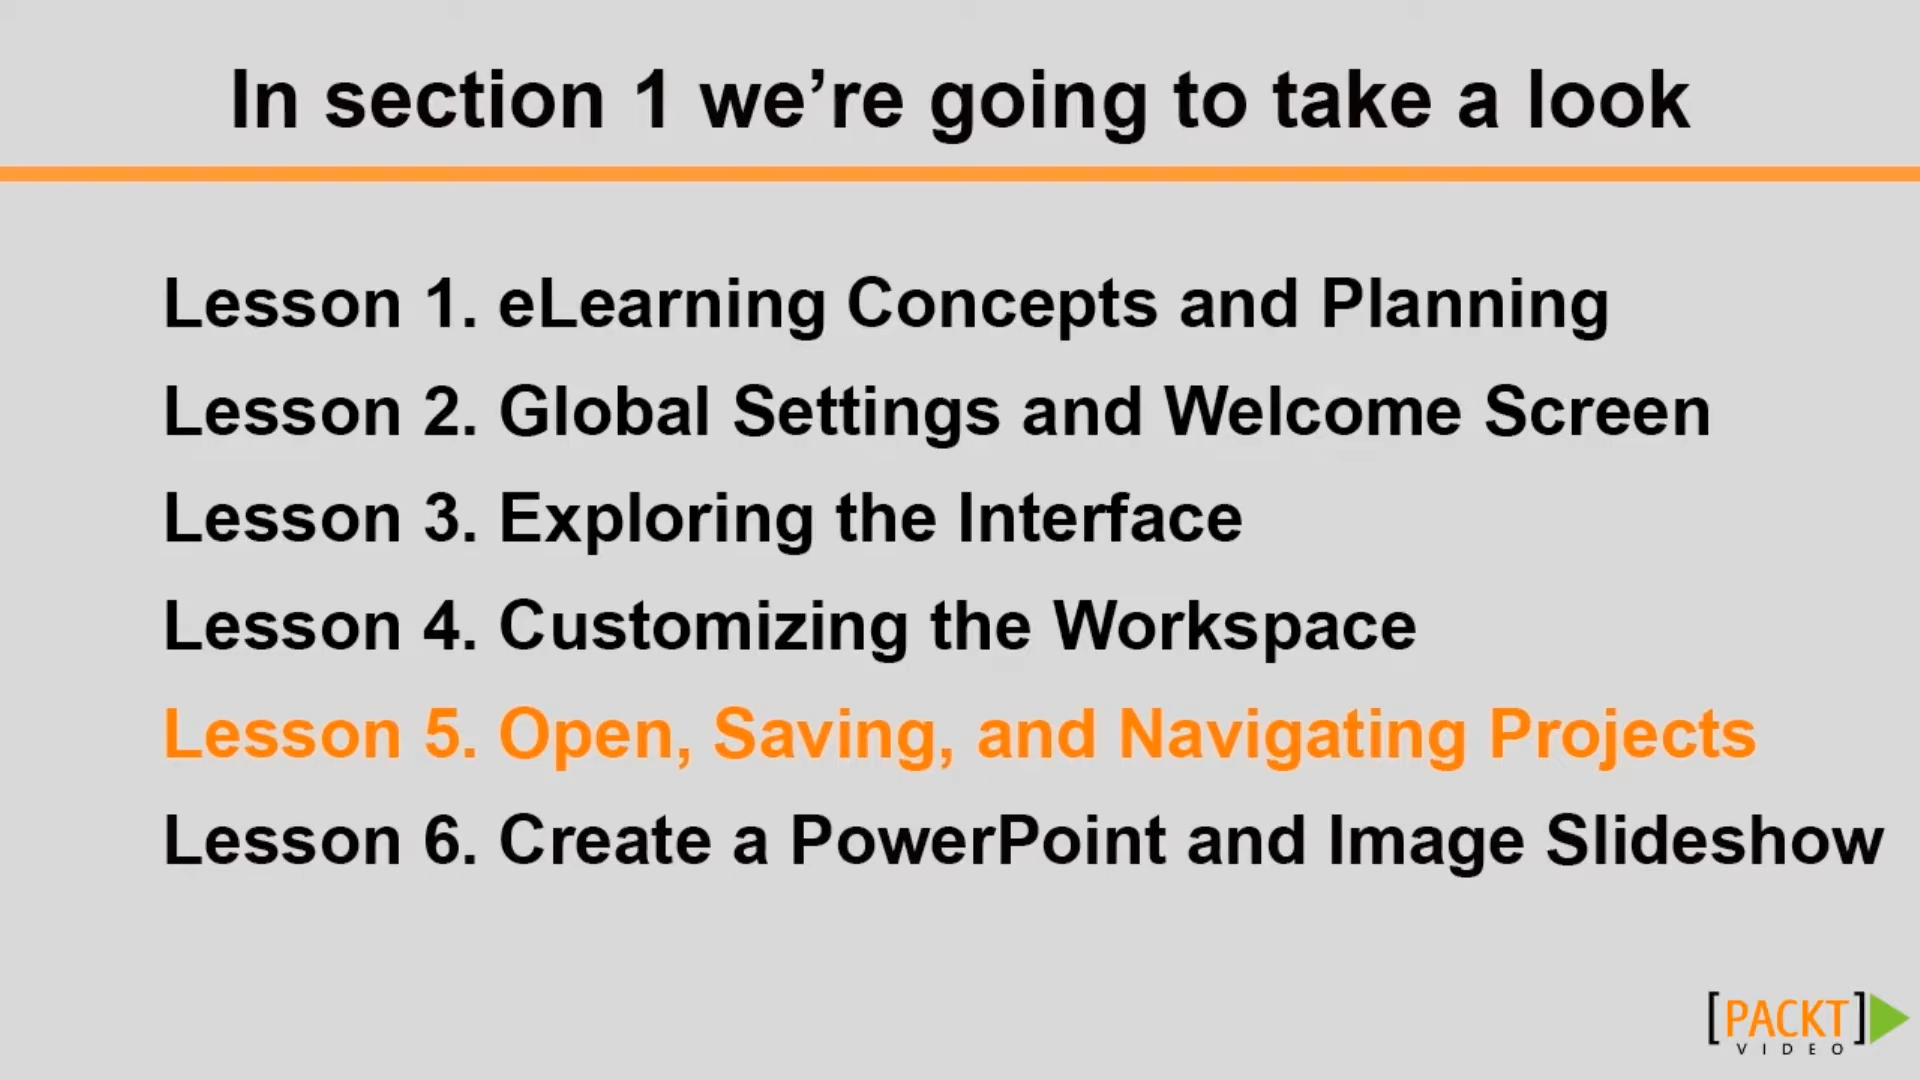 In section 1 we’re going to take a look
Lesson 1. eLearning Concepts and Planning
Lesson 2. Global Settings and Welcome Screen
Lesson 3. Exploring the Interface
Lesson 4. Customizing the Workspace
Lesson 5. Open, Saving, and Navigating Projects
Lesson 6. Create a PowerPoint and Image Slideshow
[PACKT]
VIDEO